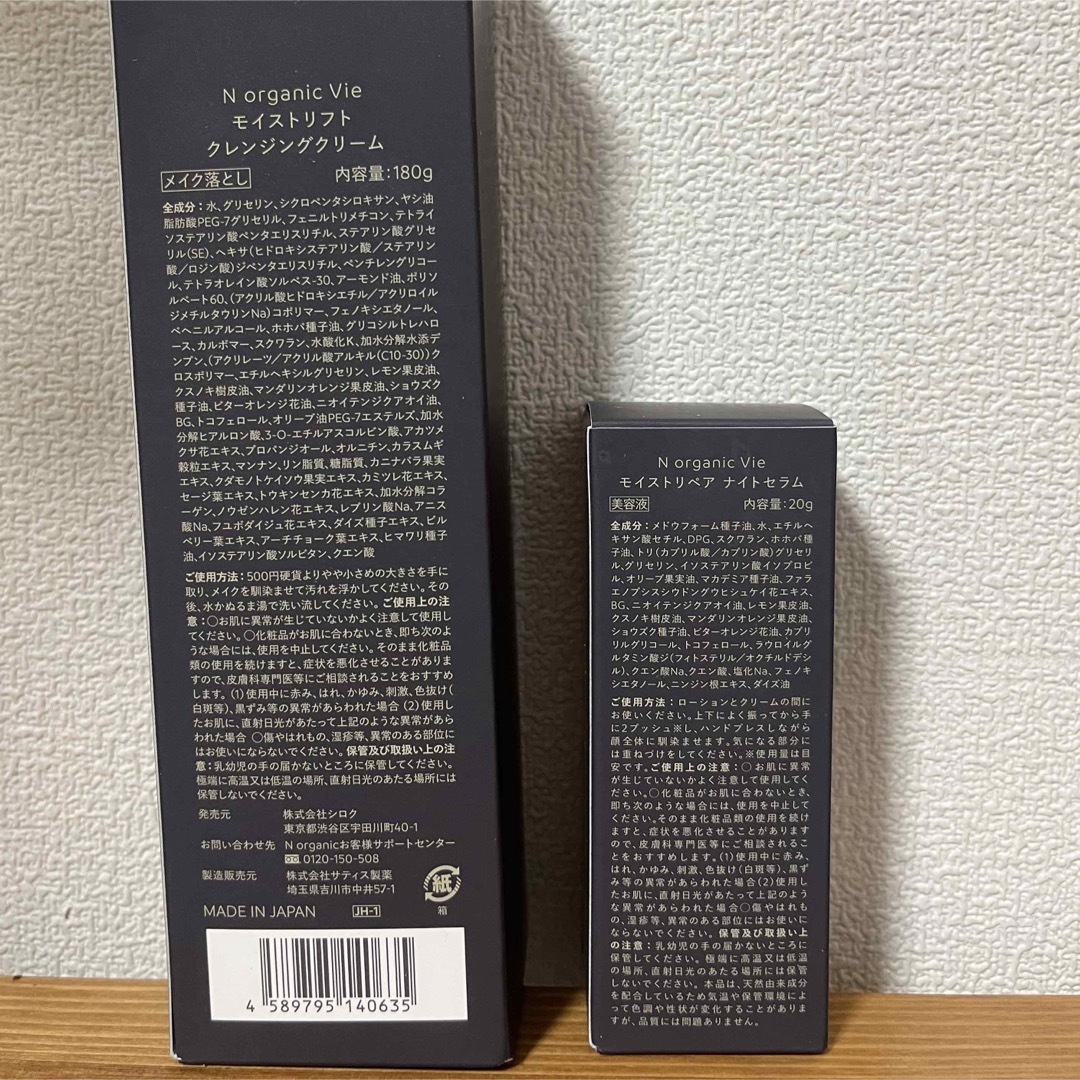 N organic Vie
モイストリフト
クレンジングクリーム
メイク落とし 内容量:180g
全成分:水、グリセリン、シクロペンタシロキサン、ヤシ油
脂肪酸PEG-7グリセリル、フェニルトリメチコン、テトライ
ソステアリン酸ペンタエリスリチル、ステアリン酸グリセ
リル(SE)、ヘキサ(ヒドロキシステアリン酸/ステアリン
酸/ロジン酸)ジペンタエリスリチル、ペンチレングリコー
ル、テトラオレイン酸ソルベス-30、アーモンド油、ポリソ
ルベート60、(アクリル酸ヒドロキシエチル/アクリロイル
ジメチルタウリンNa)コポリマー、フェノキシエタノール、
ベヘニルアルコール、ホホバ種子油、グリコシルトレハロ
ース、カルボマー、スクワラン、水酸化K、加水分解水添デ
ンプン、(アクリレーツ/アクリル酸アルキル(C10-30))ク
ロスポリマー、エチルヘキシルグリセリン、レモン果皮油、
クスノキ樹皮油、マンダリンオレンジ果皮油、ショウズク
種子油、ビターオレンジ花油、ニオイテンジクアオイ油、
BG、トコフェロール、オリーブ油PEG-7エステルズ、加水
分解ヒアルロン酸、3-O-エチルアスコルビン酸、アカツメ
クサ花エキス、プロパンジオール、オルニチン、カラスムギ
穀粒エキス、マンナン、リン脂質、糖脂質、カニナバラ果実
エキス、クダモノトケイソウ果実エキス、カミツレ花エキス、
セージ葉エキス、トウキンセンカ花エキス、加水分解コラ
ーゲン、ノウゼンハレン花エキス、レブリン酸Na、アニス
酸Na、フユボダイジュ花エキス、ダイズ種子エキス、ビル
ベリー葉エキス、アーチチョーク葉エキス、ヒマワリ種子
油、イソステアリン酸ソルビタン、クエン酸
ご使用方法:500円硬貨よりやや小さめの大きさを手に
取り、メイクを馴染ませて汚れを浮かしてください。その
後、水かぬるま湯で洗い流してください。ご使用上の注
意:○お肌に異常が生じていないかよく注意して使用し
てください。○化粧品がお肌に合わないとき、即ち次のよ
うな場合には、使用を中止してください。そのまま化粧品
類の使用を続けますと、症状を悪化させることがありま
すので、皮膚科専門医等にご相談されることをおすすめ
します。(1)使用中に赤み、はれ、かゆみ、刺激、色抜け(
白斑等)、黒ずみ等の異常があらわれた場合(2)使用し
たお肌に、直射日光があたって上記のような異常があら
われた場合 ○傷やはれもの、湿疹等、異常のある部位に
はお使いにならないでください。保管及び取扱い上の注
意:乳幼児の手の届かないところに保管してください。
極端に高温又は低温の場所、直射日光のあたる場所には
保管しないでください。
発売元 株式会社シロク
東京都渋谷区宇田川町40-1
お問い合わせ先 N organicお客様サポートセンター
0120-150-508
製造販売元 株式会社サティス製薬
埼玉県吉川市中井57-1
MADE IN JAPAN JH-1 紙 箱
4 589795 140635
N organic Vie
モイストリペア ナイトセラム
美容液 内容量:20g
全成分:メドウフォーム種子油、水、エチルヘ
キサン酸セチル、DPG、スクワラン、ホホバ種
子油、トリ(カプリル酸/カプリン酸)グリセリ
ル、グリセリン、イソステアリン酸イソプロピ
ル、オリーブ果実油、マカデミア種子油、ファラ
エノプシスシウドングウヒシュケイ花エキス、
BG、ニオイテンジクアオイ油、レモン果皮油、
クスノキ樹皮油、マンダリンオレンジ果皮油、
ショウズク種子油、ビターオレンジ花油、カプリ
リルグリコール、トコフェロール、ラウロイルグ
ルタミン酸ジ(フィトステリル/オクチルドデシ
ル)、クエン酸Na、クエン酸、塩化Na、フェノキ
シエタノール、ニンジン根エキス、ダイズ油
ご使用方法:ローションとクリームの間に
お使いください。上下によく振ってから手
に2プッシュ※し、ハンドプレスしながら
顔全体に馴染ませます。気になる部分に
は重ねづけをしてください。※使用量は目
安です。ご使用上の注意:○お肌に異常
が生じていないかよく注意して使用してく
ださい。○化粧品がお肌に合わないとき、
即ち次のような場合には、使用を中止して
ください。そのまま化粧品類の使用を続け
ますと、症状を悪化させることがあります
ので、皮膚科専門医等にご相談されること
をおすすめします。(1)使用中に赤み、
はれ、かゆみ、刺激、色抜け(白斑等)、黒ず
み等の異常があらわれた場合(2)使用し
たお肌に、直射日光があたって上記のよう
な異常があらわれた場合○傷やはれも
の、湿疹等、異常のある部位にはお使いに
ならないでください。保管及び取扱い上
の注意:乳幼児の手の届かないところに
保管してください。極端に高温又は低温
の場所、直射日光のあたる場所には保管
しないでください。本品は、天然由来成分
を配合しているため気温や保管環境によ
って色調や性状が変化することがありま
すが、品質には問題ありません。